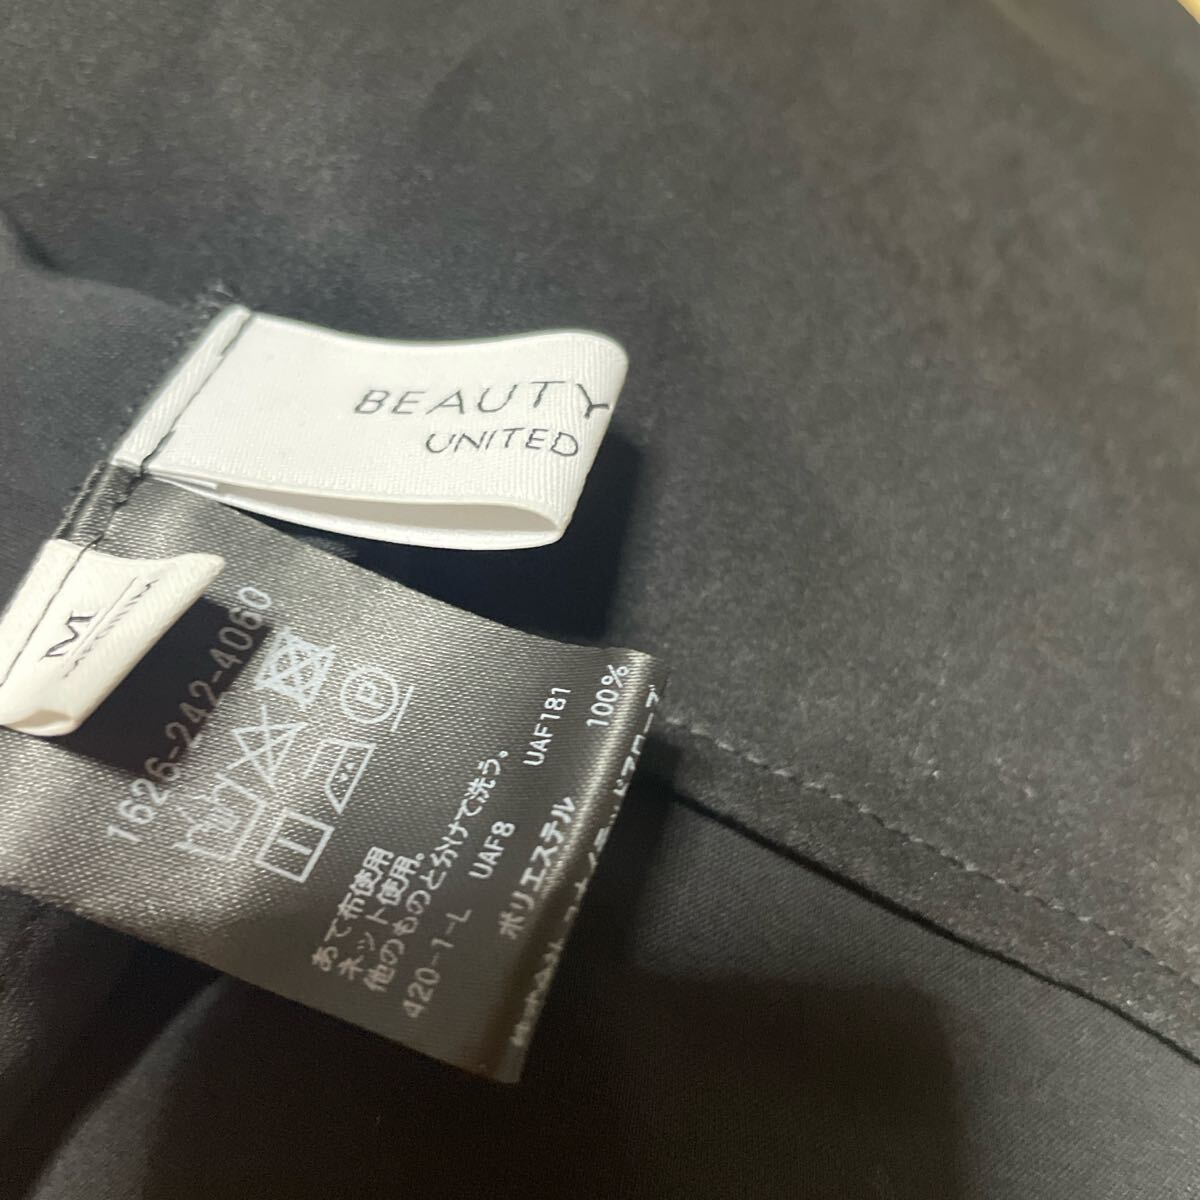 BEAUTY
UNITED
M
MEDIUM
1626-242-4060
P
あて布使用
ネット使用。
他のものと分けて洗う。
420-1-L UAF8 UAF181
ポリエステル 100%